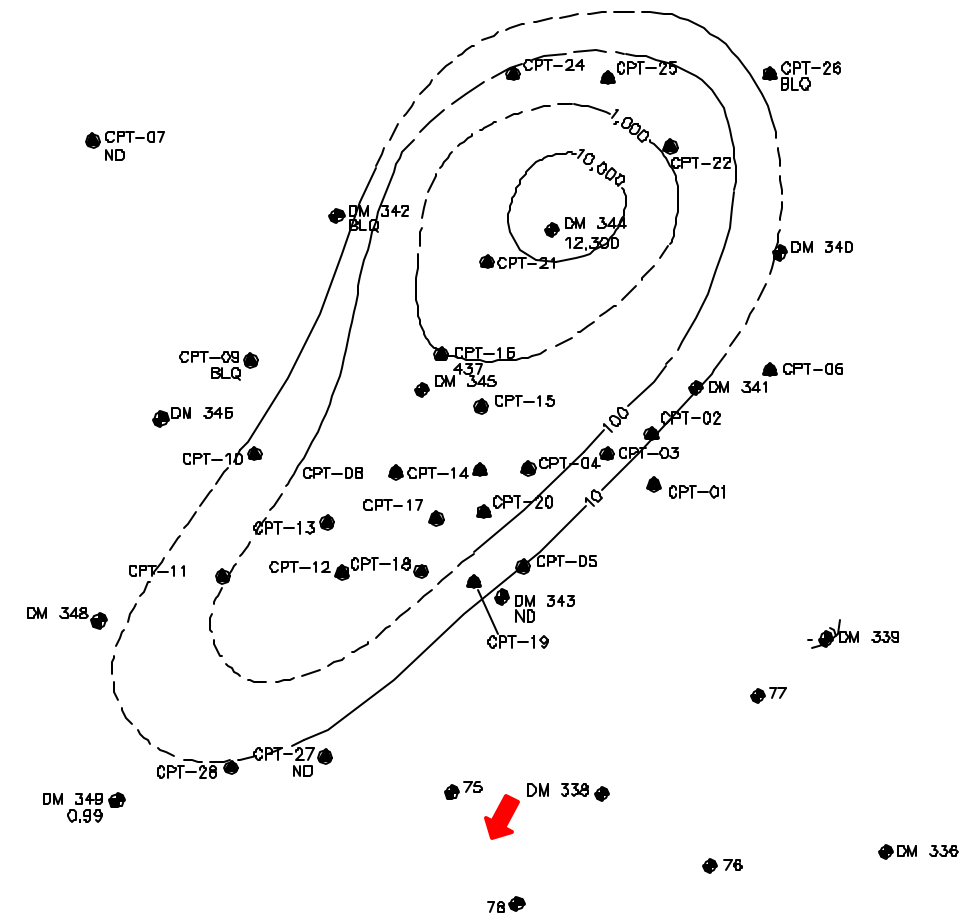 CPT-24
CPT-25
CPT-26
BLQ
CPT-07
ND
1,000
CPT-22
10,000
DM 342
BLQ
DM 344
12,300
DM 340
CPT-21
CPT-09
BLQ
CPT-16
437
DM 345
CPT-06
DM 341
CPT-15
DM 346
100
CPT-02
CPT-10
CPT-08
CPT-14
CPT-04
CPT-03
CPT-01
10
CPT-17
CPT-20
CPT-13
CPT-11
CPT-12
CPT-18
CPT-05
DM 348
DM 343
ND
CPT-19
DM 339
77
CPT-27
ND
CPT-28
DM 349
0.99
75
DM 338
76
DM 336
78